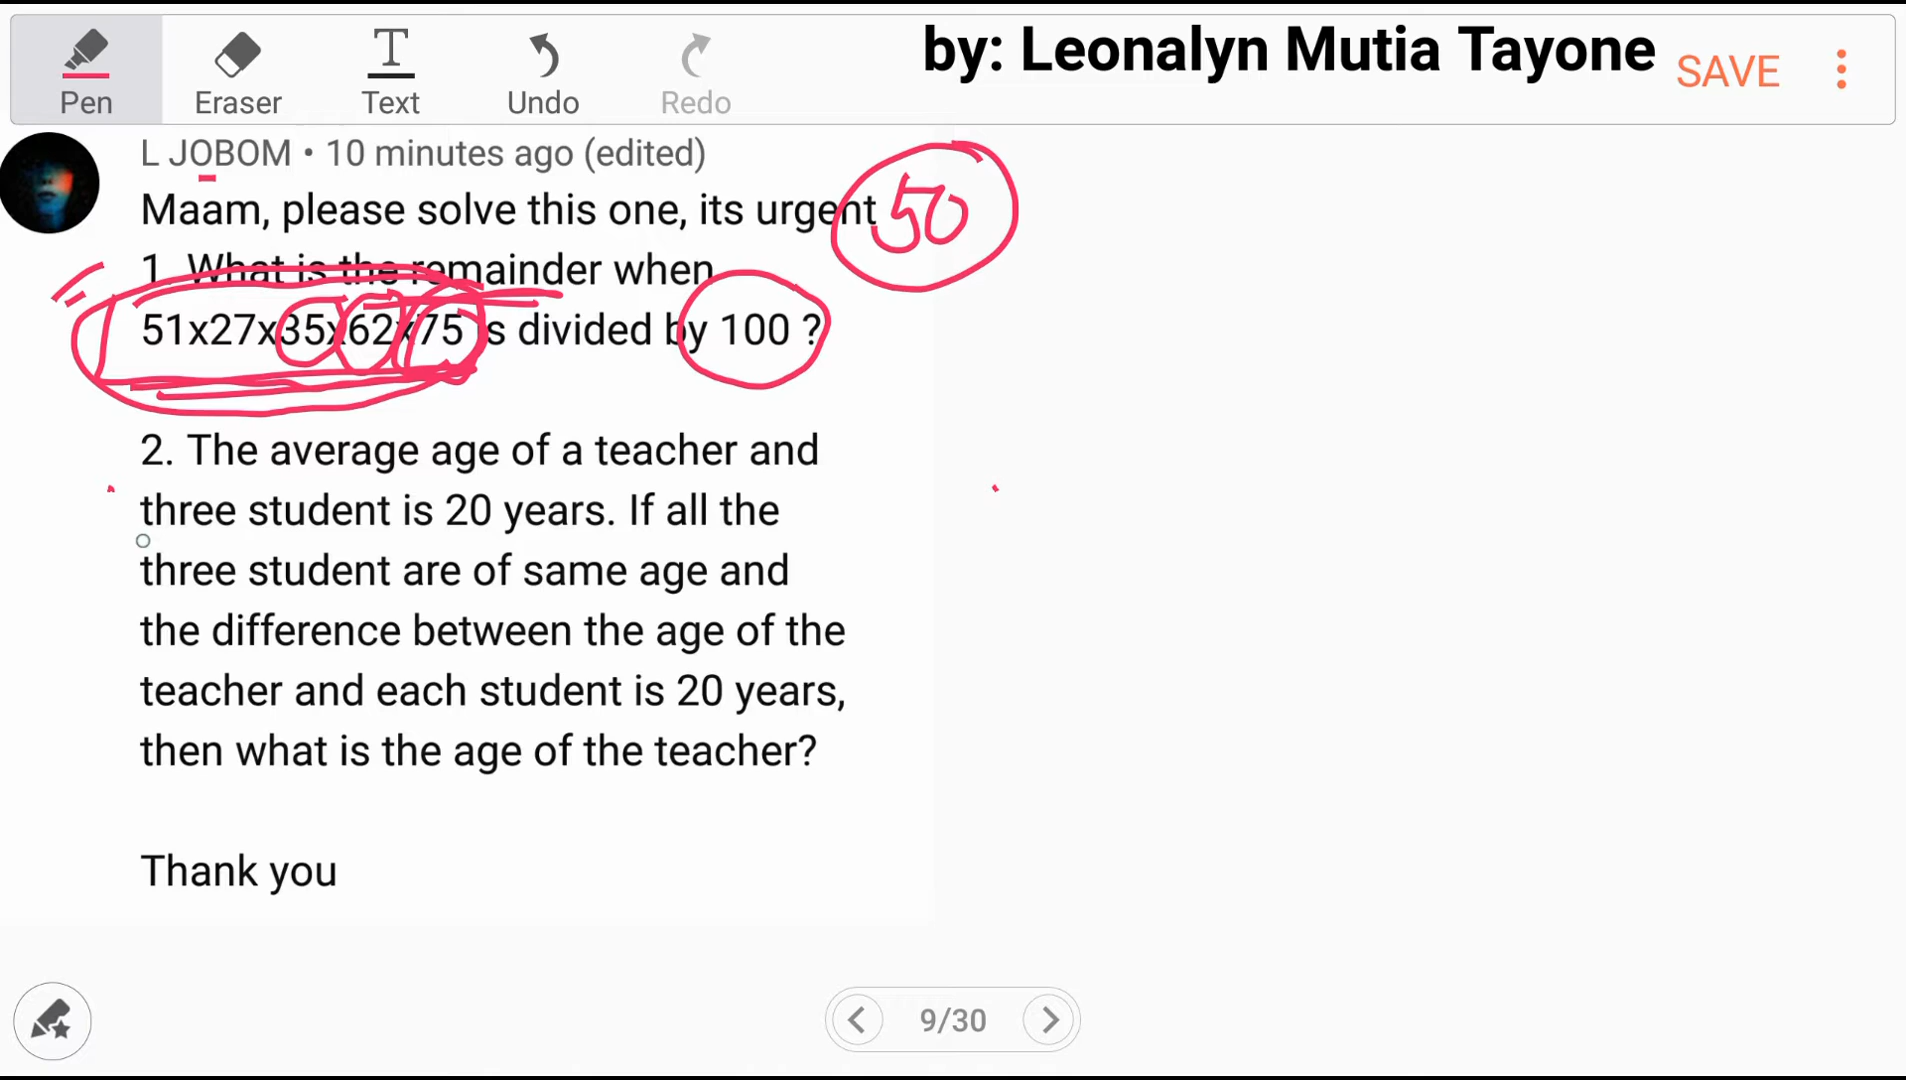 by: Leonalyn Mutia Tayone
Pen Eraser Text Undo Redo SAVE
L JOBOM • 10 minutes ago (edited)
Maam, please solve this one, its urgent
50
1. What is the remainder when
51x27x35x62x75 is divided by 100 ?
2. The average age of a teacher and
three student is 20 years. If all the
three student are of same age and
the difference between the age of the
teacher and each student is 20 years,
then what is the age of the teacher?
Thank you
9/30